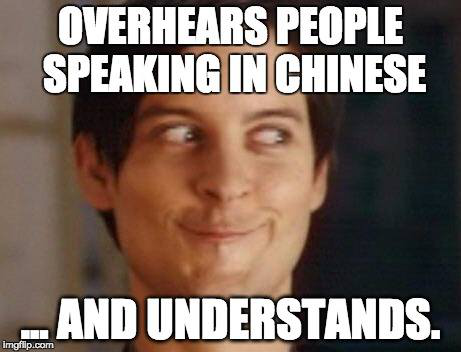 OVERHEARS PEOPLE
SPEAKING IN CHINESE
... AND UNDERSTANDS.
imgflip.com